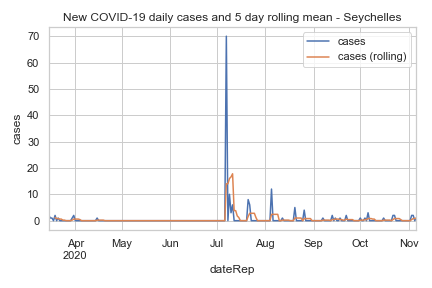 New COVID-19 daily cases and 5 day rolling mean - Seychelles
cases
cases (rolling)
70
60
50
40
30
20
10
0
cases
Apr May Jun Jul Aug Sep Oct Nov
2020
dateRep